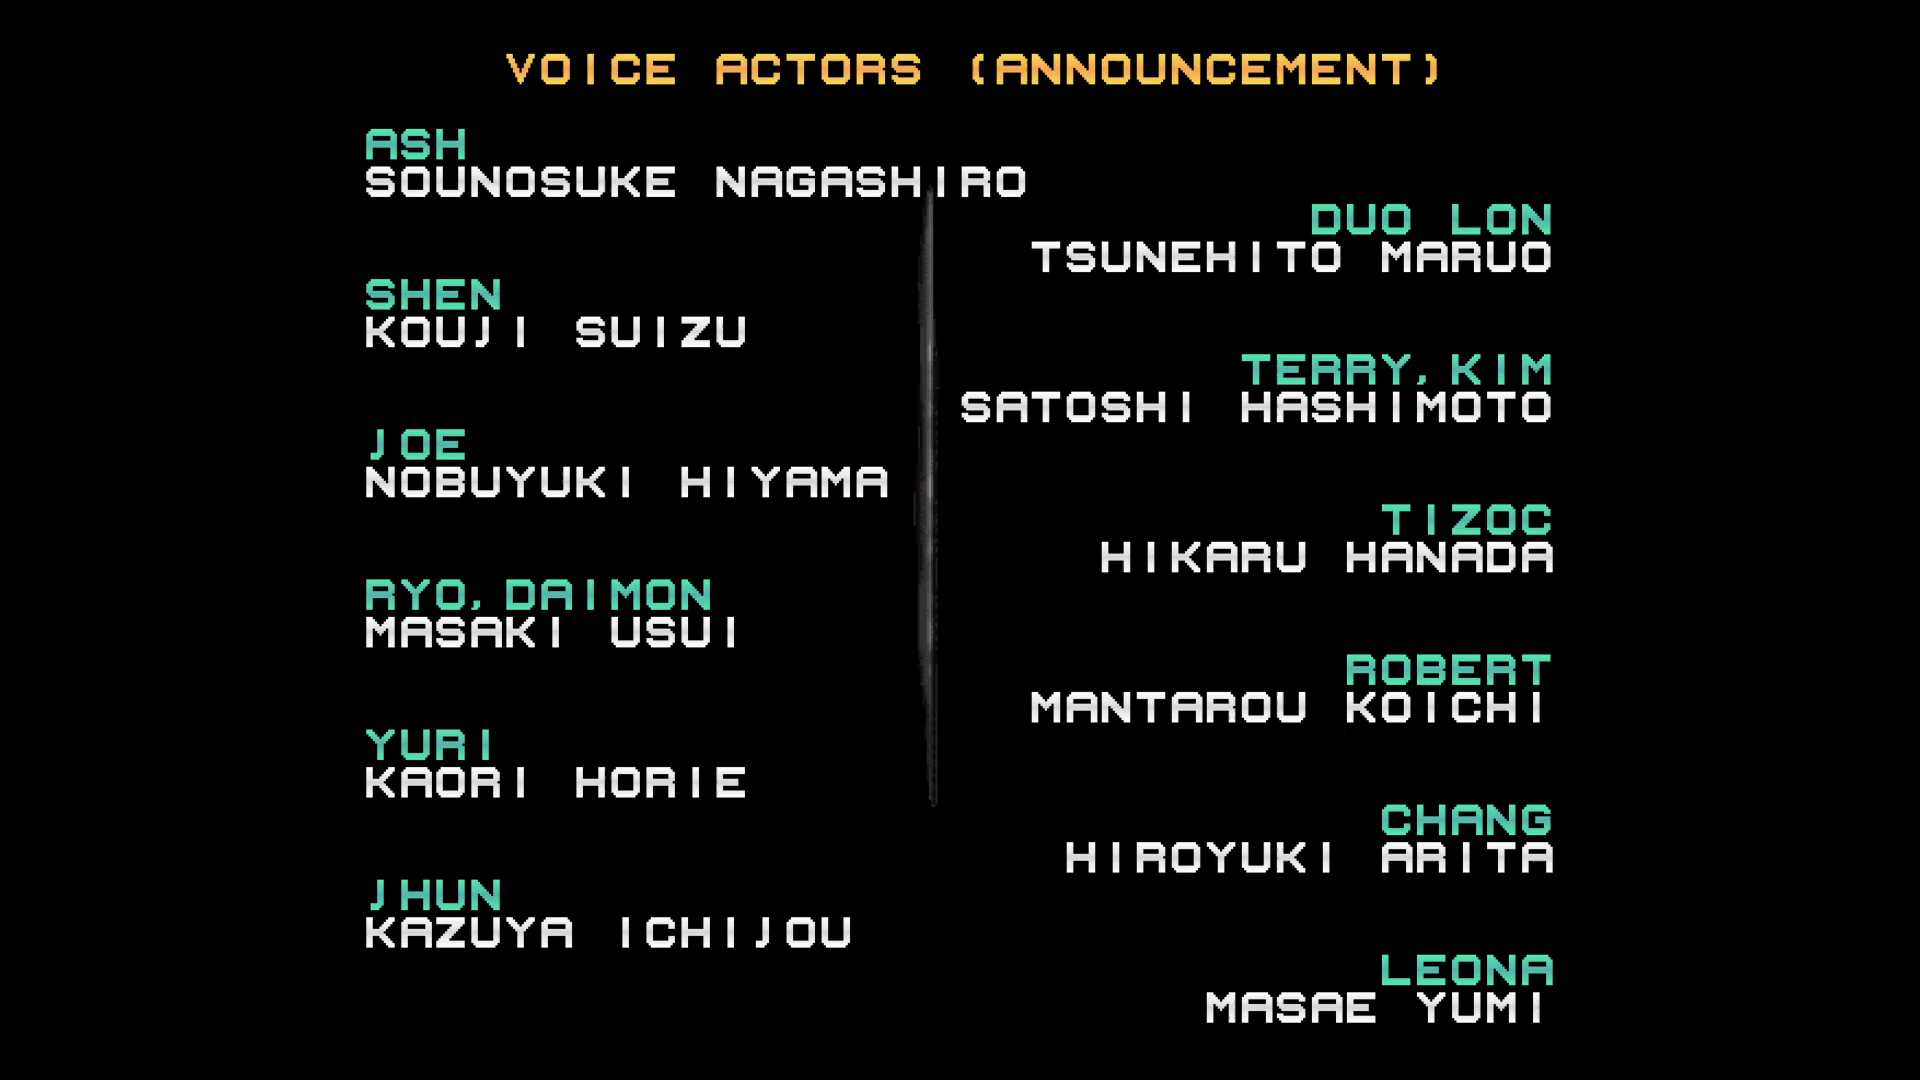 VOICE ACTORS (ANNOUNCEMENT)
ASH
SOUNOSUKE NAGASHIRO
DUO LON
TSUNEHITO MARUO
SHEN
KOUJI SUIZU
TERRY, KIM
SATOSHI HASHIMOTO
JOE
NOBUYUKI HIYAMA
TIZOC
HIKARU HANADA
RYO, DAIMON
MASAKI USUI
ROBERT
MANTAROU KOICHI
YURI
KAORI HORIE
CHANG
HIROYUKI ARITA
JHUN
KAZUYA ICHIJOU
LEONA
MASAE YUMI